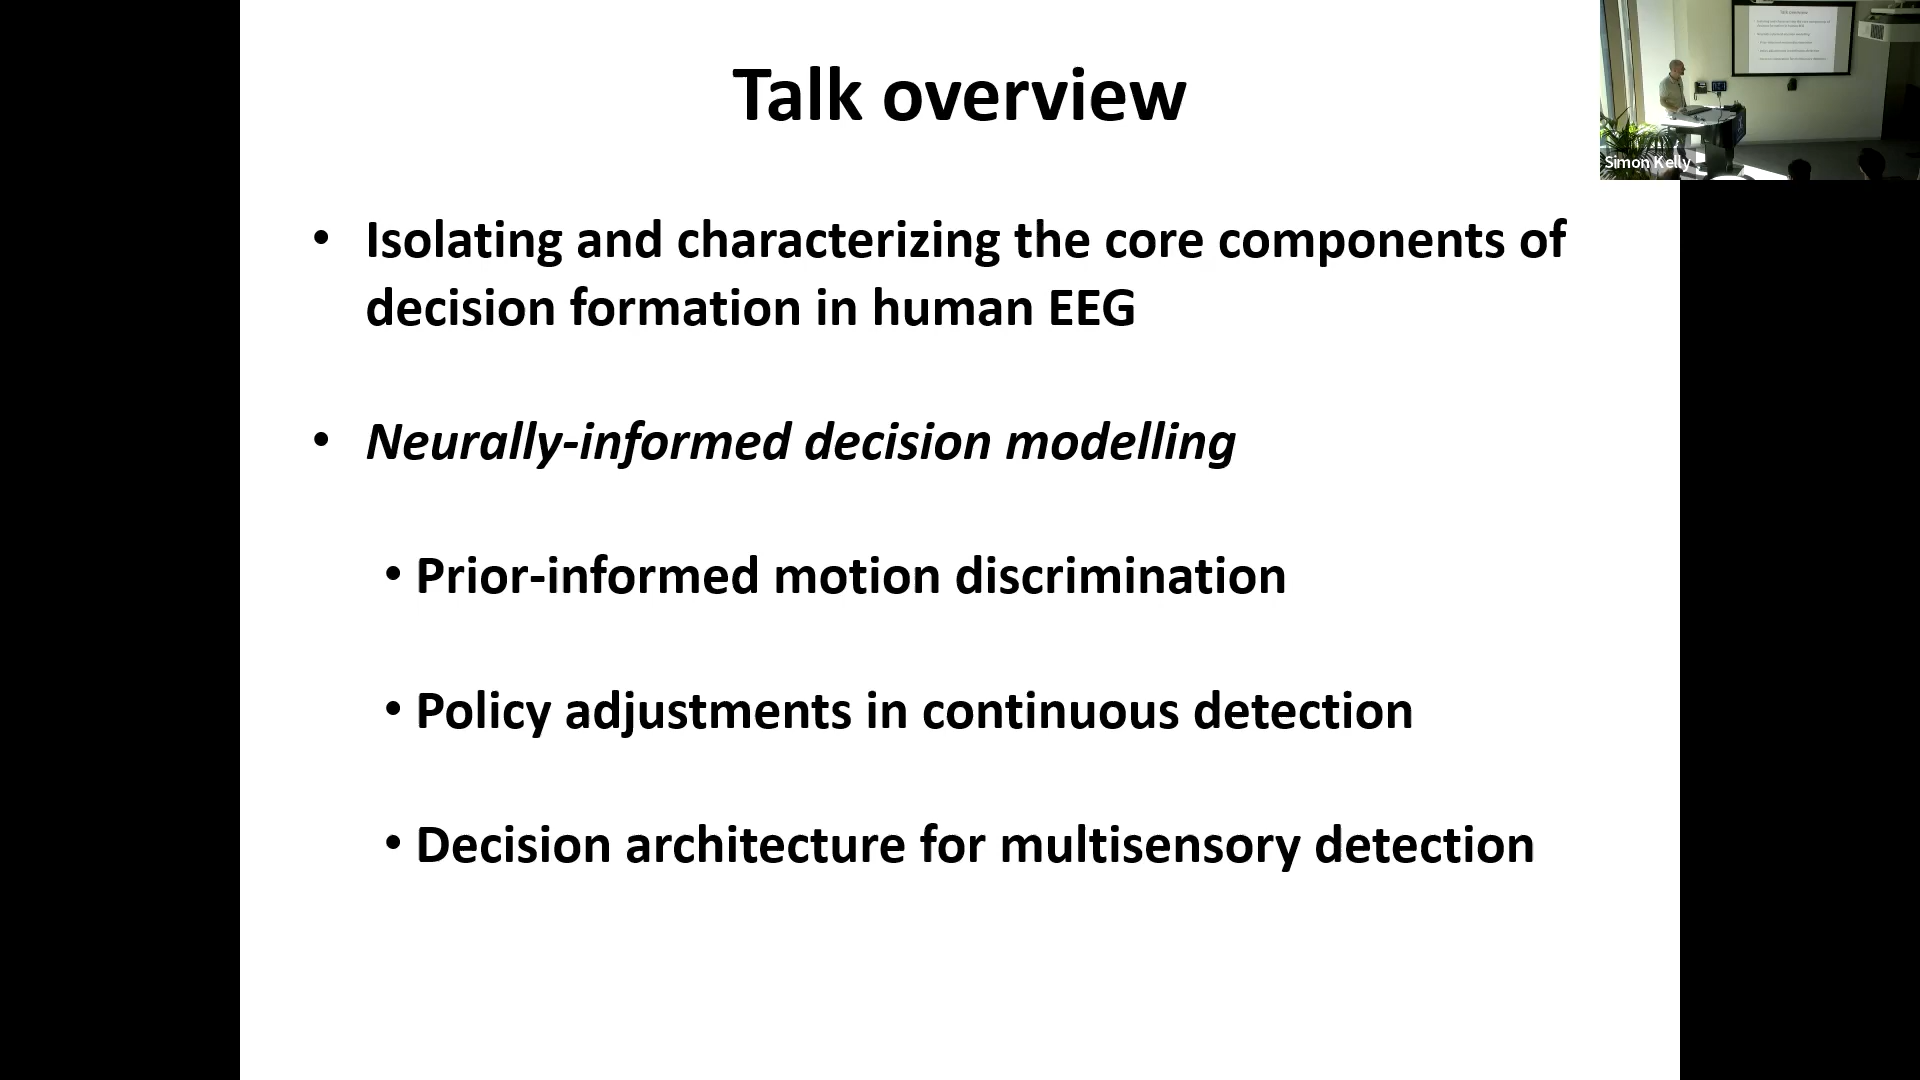 Talk overview
Simon Kelly
• Isolating and characterizing the core components of
decision formation in human EEG
• Neurally-informed decision modelling
• Prior-informed motion discrimination
• Policy adjustments in continuous detection
• Decision architecture for multisensory detection